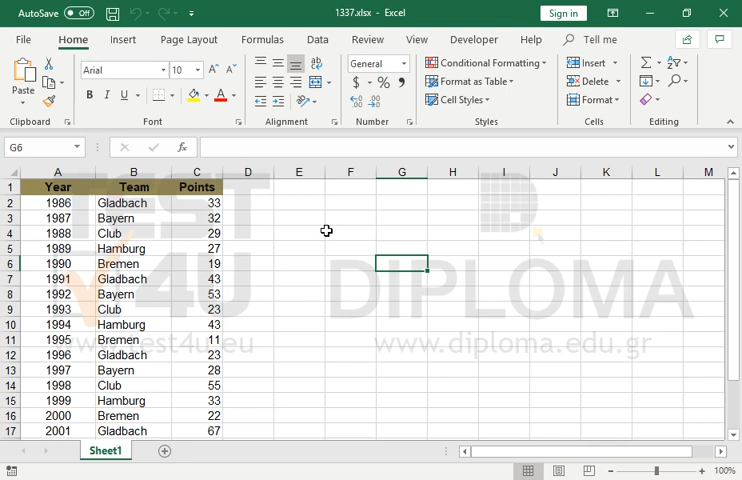 AutoSave Off 1337.xlsx - Excel Sign in
File Home Insert Page Layout Formulas Data Review View Developer Help Tell me
Paste Arial 10 A A General Conditional Formatting Insert
B I U A $ % , Format as Table Delete
Cell Styles Format
Clipboard Font Alignment Number Styles Cells Editing
G6 fx
A B C D E F G H I J K L M
1 Year Team Points
2 1986 Gladbach 33
3 1987 Bayern 32
4 1988 Club 29
5 1989 Hamburg 27
6 1990 Bremen 19
7 1991 Gladbach 43
8 1992 Bayern 53
9 1993 Club 23
10 1994 Hamburg 43
11 1995 Bremen 11
12 1996 Gladbach 23
13 1997 Bayern 28
14 1998 Club 55
15 1999 Hamburg 33
16 2000 Bremen 22
17 2001 Gladbach 67
TEST
4U
www.test4u.eu
D.
DIPLOMA
www.diploma.edu.gr
Sheet1
100%